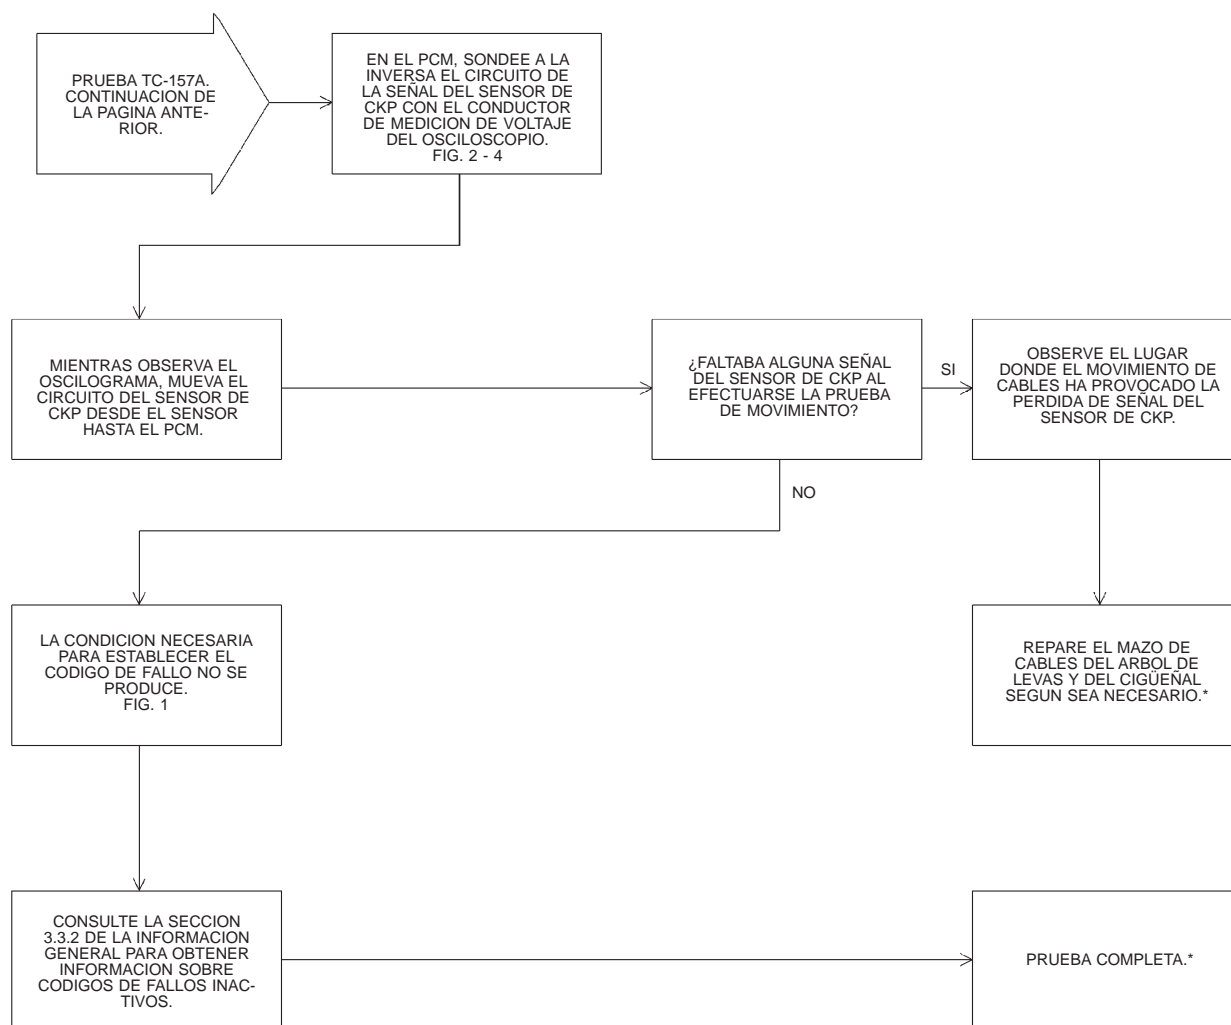 PRUEBA TC-157A.
CONTINUACION DE
LA PAGINA ANTE-
RIOR.
EN EL PCM, SONDEE A LA
INVERSA EL CIRCUITO DE
LA SEÑAL DEL SENSOR DE
CKP CON EL CONDUCTOR
DE MEDICION DE VOLTAJE
DEL OSCILOSCOPIO.
FIG. 2 - 4
MIENTRAS OBSERVA EL
OSCILOGRAMA, MUEVA EL
CIRCUITO DEL SENSOR DE
CKP DESDE EL SENSOR
HASTA EL PCM.
¿FALTABA ALGUNA SEÑAL
DEL SENSOR DE CKP AL
EFECTUARSE LA PRUEBA
DE MOVIMIENTO?
SI
OBSERVE EL LUGAR
DONDE EL MOVIMIENTO DE
CABLES HA PROVOCADO LA
PERDIDA DE SEÑAL DEL
SENSOR DE CKP.
NO
LA CONDICION NECESARIA
PARA ESTABLECER EL
CODIGO DE FALLO NO SE
PRODUCE.
FIG. 1
REPARE EL MAZO DE
CABLES DEL ARBOL DE
LEVAS Y DEL CIGÜEÑAL
SEGUN SEA NECESARIO.*
CONSULTE LA SECCION
3.3.2 DE LA INFORMACION
GENERAL PARA OBTENER
INFORMACION SOBRE
CODIGOS DE FALLOS INAC-
TIVOS.
PRUEBA COMPLETA.*